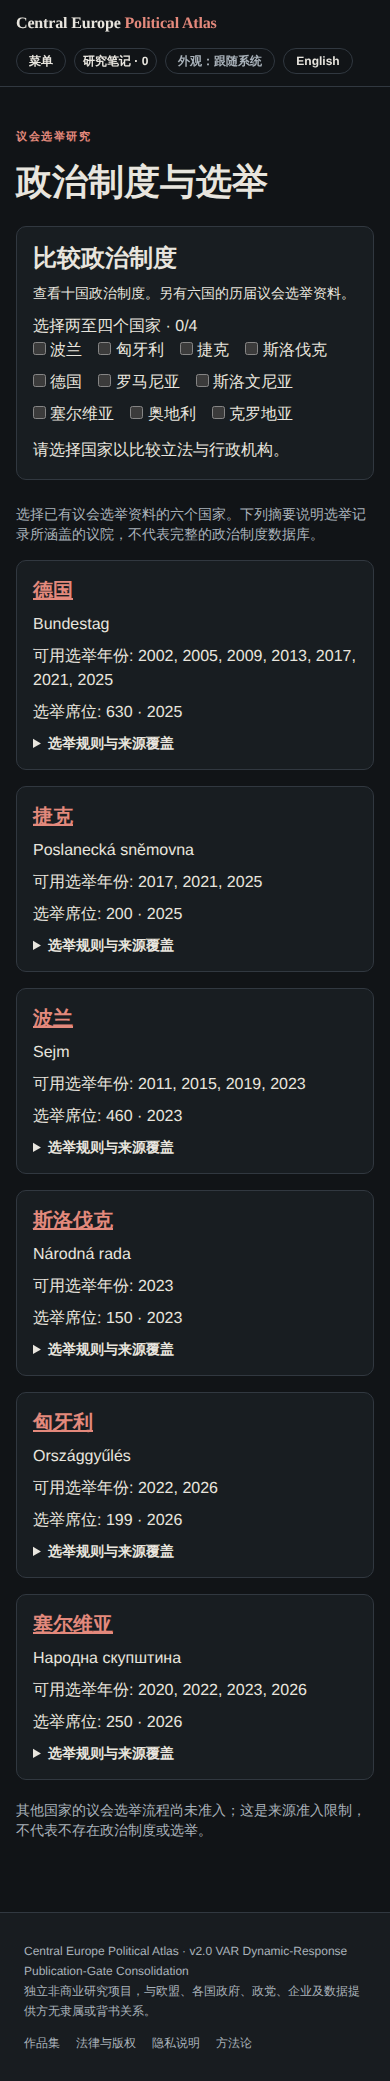 Central Europe Political Atlas
菜单
研究笔记 · 0
外观：跟随系统
English
议会选举研究
政治制度与选举
比较政治制度
查看十国政治制度。另有六国的历届议会选举资料。
选择两至四个国家 · 0/4
波兰 匈牙利 捷克 斯洛伐克
德国 罗马尼亚 斯洛文尼亚
塞尔维亚 奥地利 克罗地亚
请选择国家以比较立法与行政机构。
选择已有议会选举资料的六个国家。下列摘要说明选举记
录所涵盖的议院，不代表完整的政治制度数据库。
德国
Bundestag
可用选举年份: 2002, 2005, 2009, 2013, 2017,
2021, 2025
选举席位: 630 · 2025
▶ 选举规则与来源覆盖
捷克
Poslanecká sněmovna
可用选举年份: 2017, 2021, 2025
选举席位: 200 · 2025
▶ 选举规则与来源覆盖
波兰
Sejm
可用选举年份: 2011, 2015, 2019, 2023
选举席位: 460 · 2023
▶ 选举规则与来源覆盖
斯洛伐克
Národná rada
可用选举年份: 2023
选举席位: 150 · 2023
▶ 选举规则与来源覆盖
匈牙利
Országgyűlés
可用选举年份: 2022, 2026
选举席位: 199 · 2026
▶ 选举规则与来源覆盖
塞尔维亚
Народна скупштина
可用选举年份: 2020, 2022, 2023, 2026
选举席位: 250 · 2026
▶ 选举规则与来源覆盖
其他国家的议会选举流程尚未准入；这是来源准入限制，
不代表不存在政治制度或选举。
Central Europe Political Atlas · v2.0 VAR Dynamic-Response
Publication-Gate Consolidation
独立非商业研究项目，与欧盟、各国政府、政党、企业及数据提
供方无隶属或背书关系。
作品集 法律与版权 隐私说明 方法论